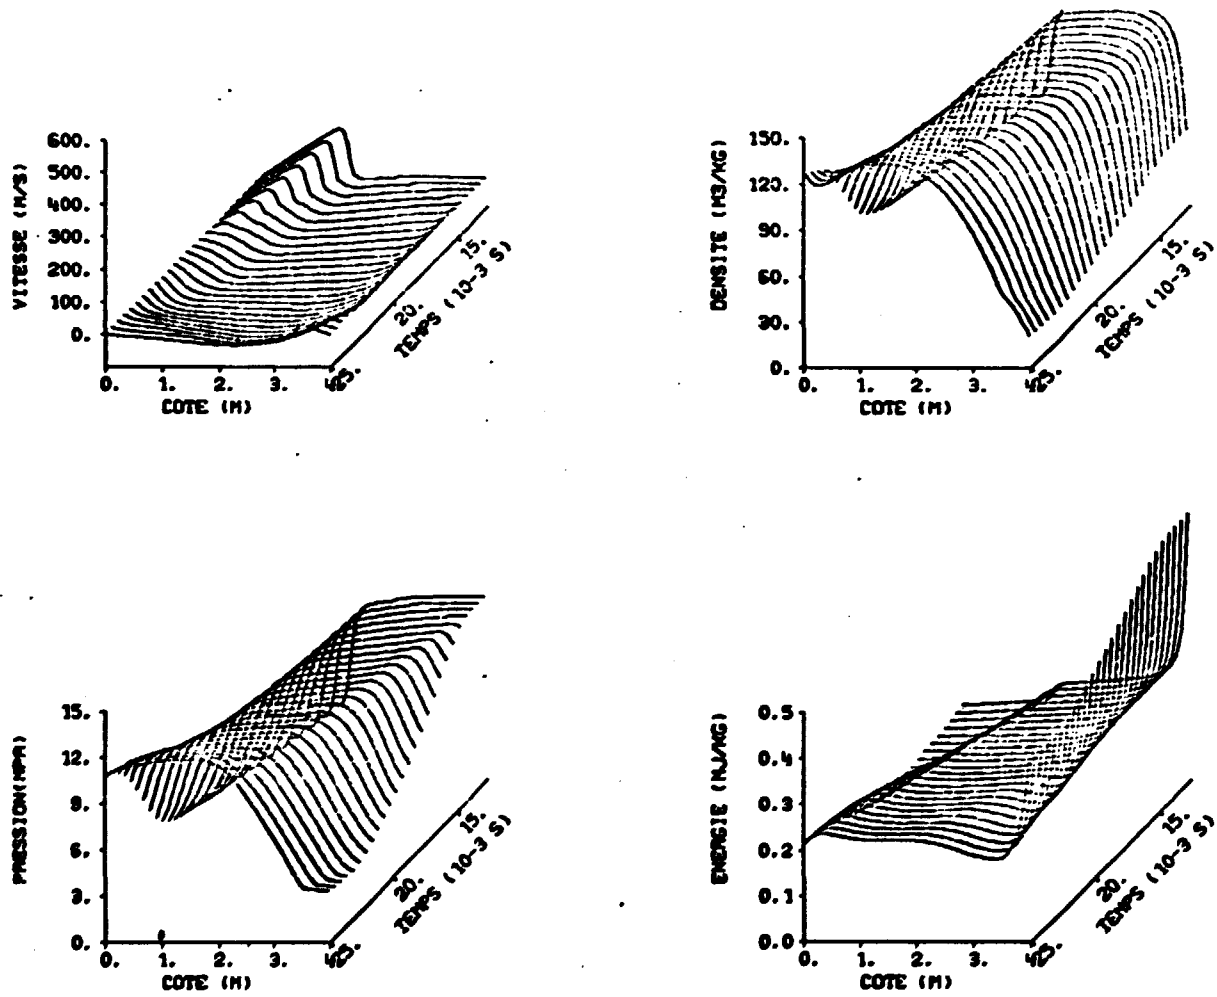 600.
500.
400.
300.
200.
100.
0.
VITESSE (M/S)
0. 1. 2. 3.
COTE (M)
15.
20.
TEMPS (10-3 S)
150.
120.
90.
60.
30.
0.
DENSITE (M3/KG)
0. 1. 2. 3.
COTE (M)
15.
20.
TEMPS (10-3 S)
15.
12.
9.
6.
3.
0.
PRESSION(MPA)
0. 1. 2. 3.
COTE (M)
15.
20.
TEMPS (10-3 S)
0.5
0.4
0.3
0.2
0.1
0.0
ENERGIE (MJ/KG)
0. 1. 2. 3.
COTE (M)
15.
20.
TEMPS (10-3 S)